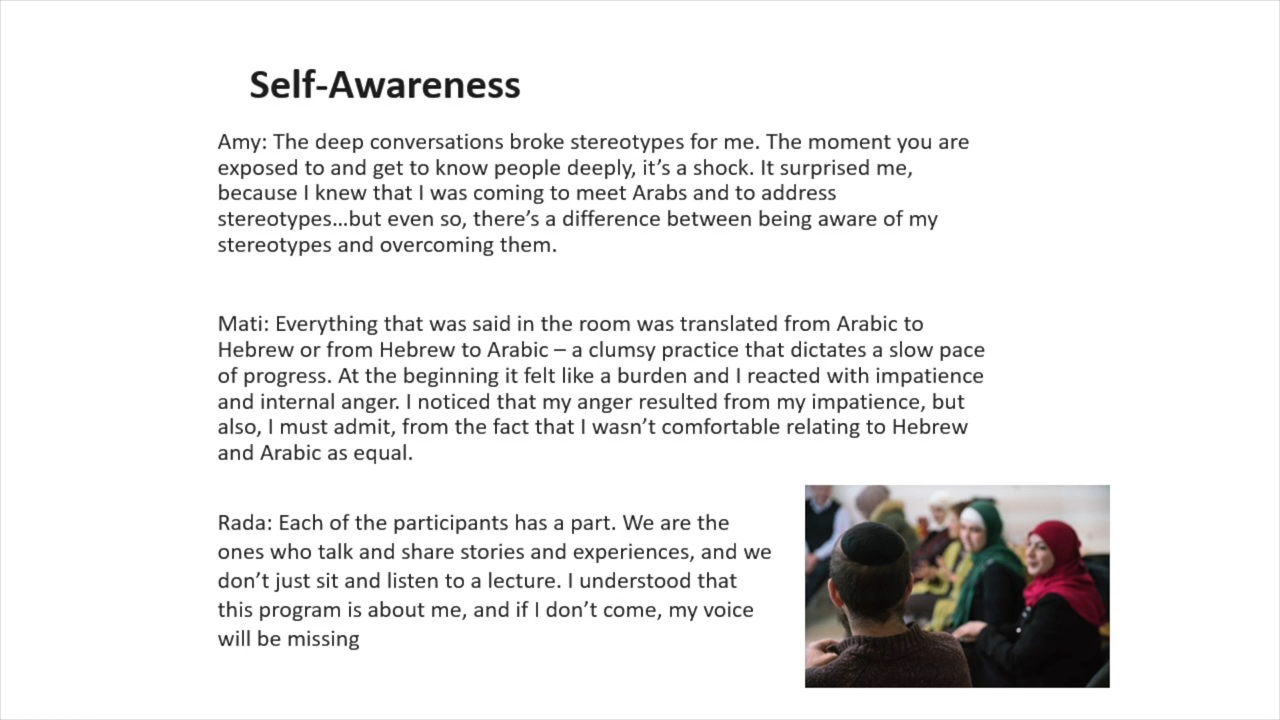 Self-Awareness
Amy: The deep conversations broke stereotypes for me. The moment you are
exposed to and get to know people deeply, it’s a shock. It surprised me,
because I knew that I was coming to meet Arabs and to address
stereotypes…but even so, there’s a difference between being aware of my
stereotypes and overcoming them.
Mati: Everything that was said in the room was translated from Arabic to
Hebrew or from Hebrew to Arabic – a clumsy practice that dictates a slow pace
of progress. At the beginning it felt like a burden and I reacted with impatience
and internal anger. I noticed that my anger resulted from my impatience, but
also, I must admit, from the fact that I wasn’t comfortable relating to Hebrew
and Arabic as equal.
Rada: Each of the participants has a part. We are the
ones who talk and share stories and experiences, and we
don’t just sit and listen to a lecture. I understood that
this program is about me, and if I don’t come, my voice
will be missing